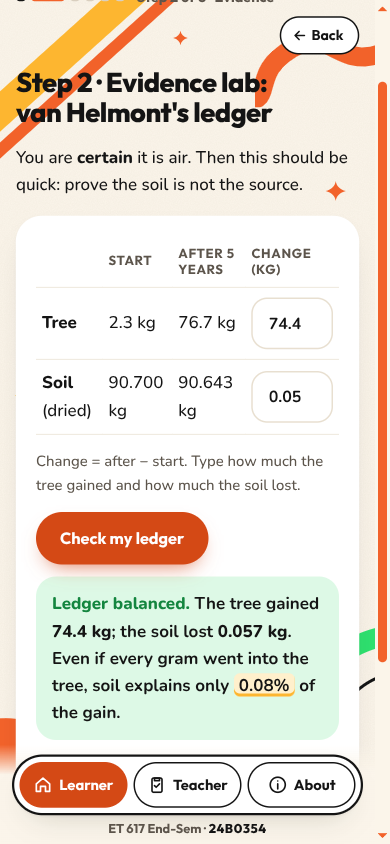 ← Back
Step 2 · Evidence lab:
van Helmont's ledger
You are certain it is air. Then this should be
quick: prove the soil is not the source.
START AFTER 5 YEARS CHANGE (KG)
Tree 2.3 kg 76.7 kg 74.4
Soil (dried) 90.700 kg 90.643 kg 0.05
Change = after − start. Type how much the
tree gained and how much the soil lost.
Check my ledger
Ledger balanced. The tree gained
74.4 kg; the soil lost 0.057 kg.
Even if every gram went into the
tree, soil explains only 0.08% of
the gain.
Learner Teacher About
ET 617 End-Sem · 24B0354